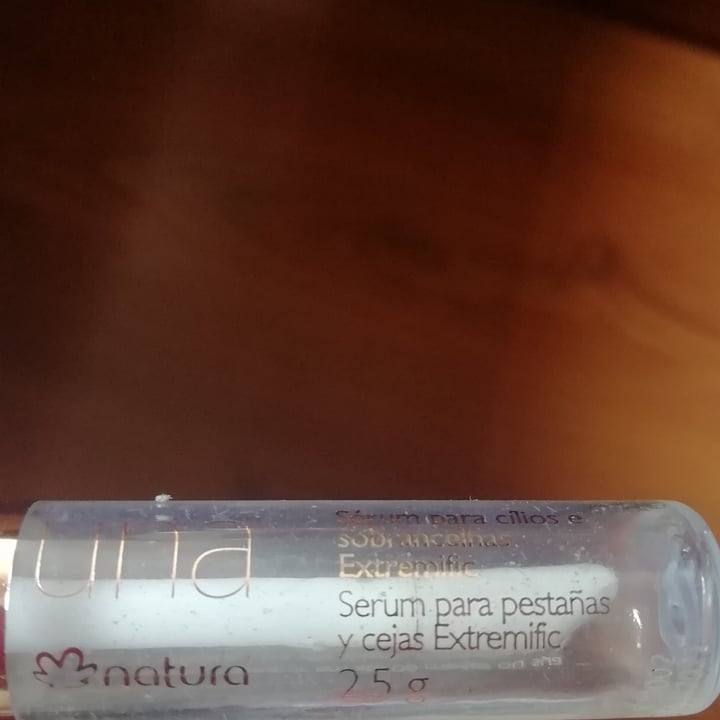 una
natura
Sérum para cílios e
sobrancelhas
Extremific
Serum para pestañas
y cejas Extremific
2,5 g